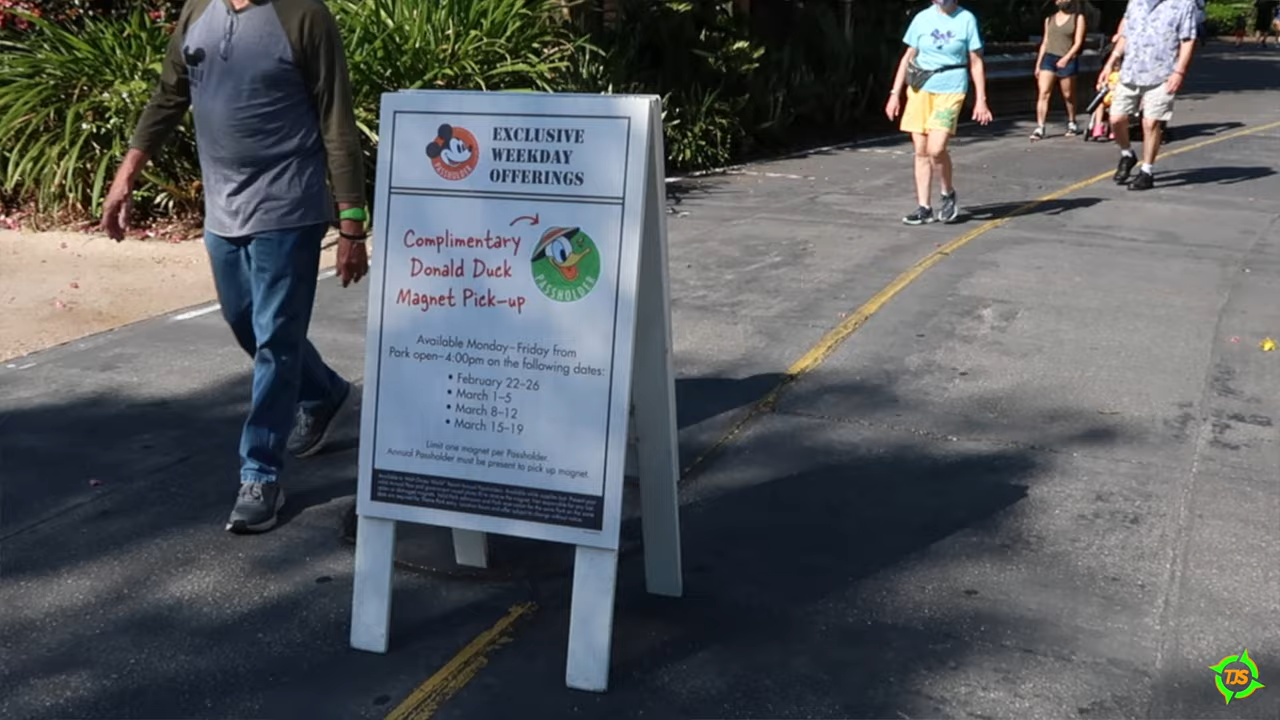 EXCLUSIVE
WEEKDAY
OFFERINGS
PASSHOLDER
Complimentary
Donald Duck
Magnet Pick-up
PASSHOLDER
Available Monday–Friday from
Park open–4:00pm on the following dates:
• February 22–26
• March 1–5
• March 8–12
• March 15–19
Limit one magnet per Passholder.
Annual Passholder must be present to pick up magnet.
TJS